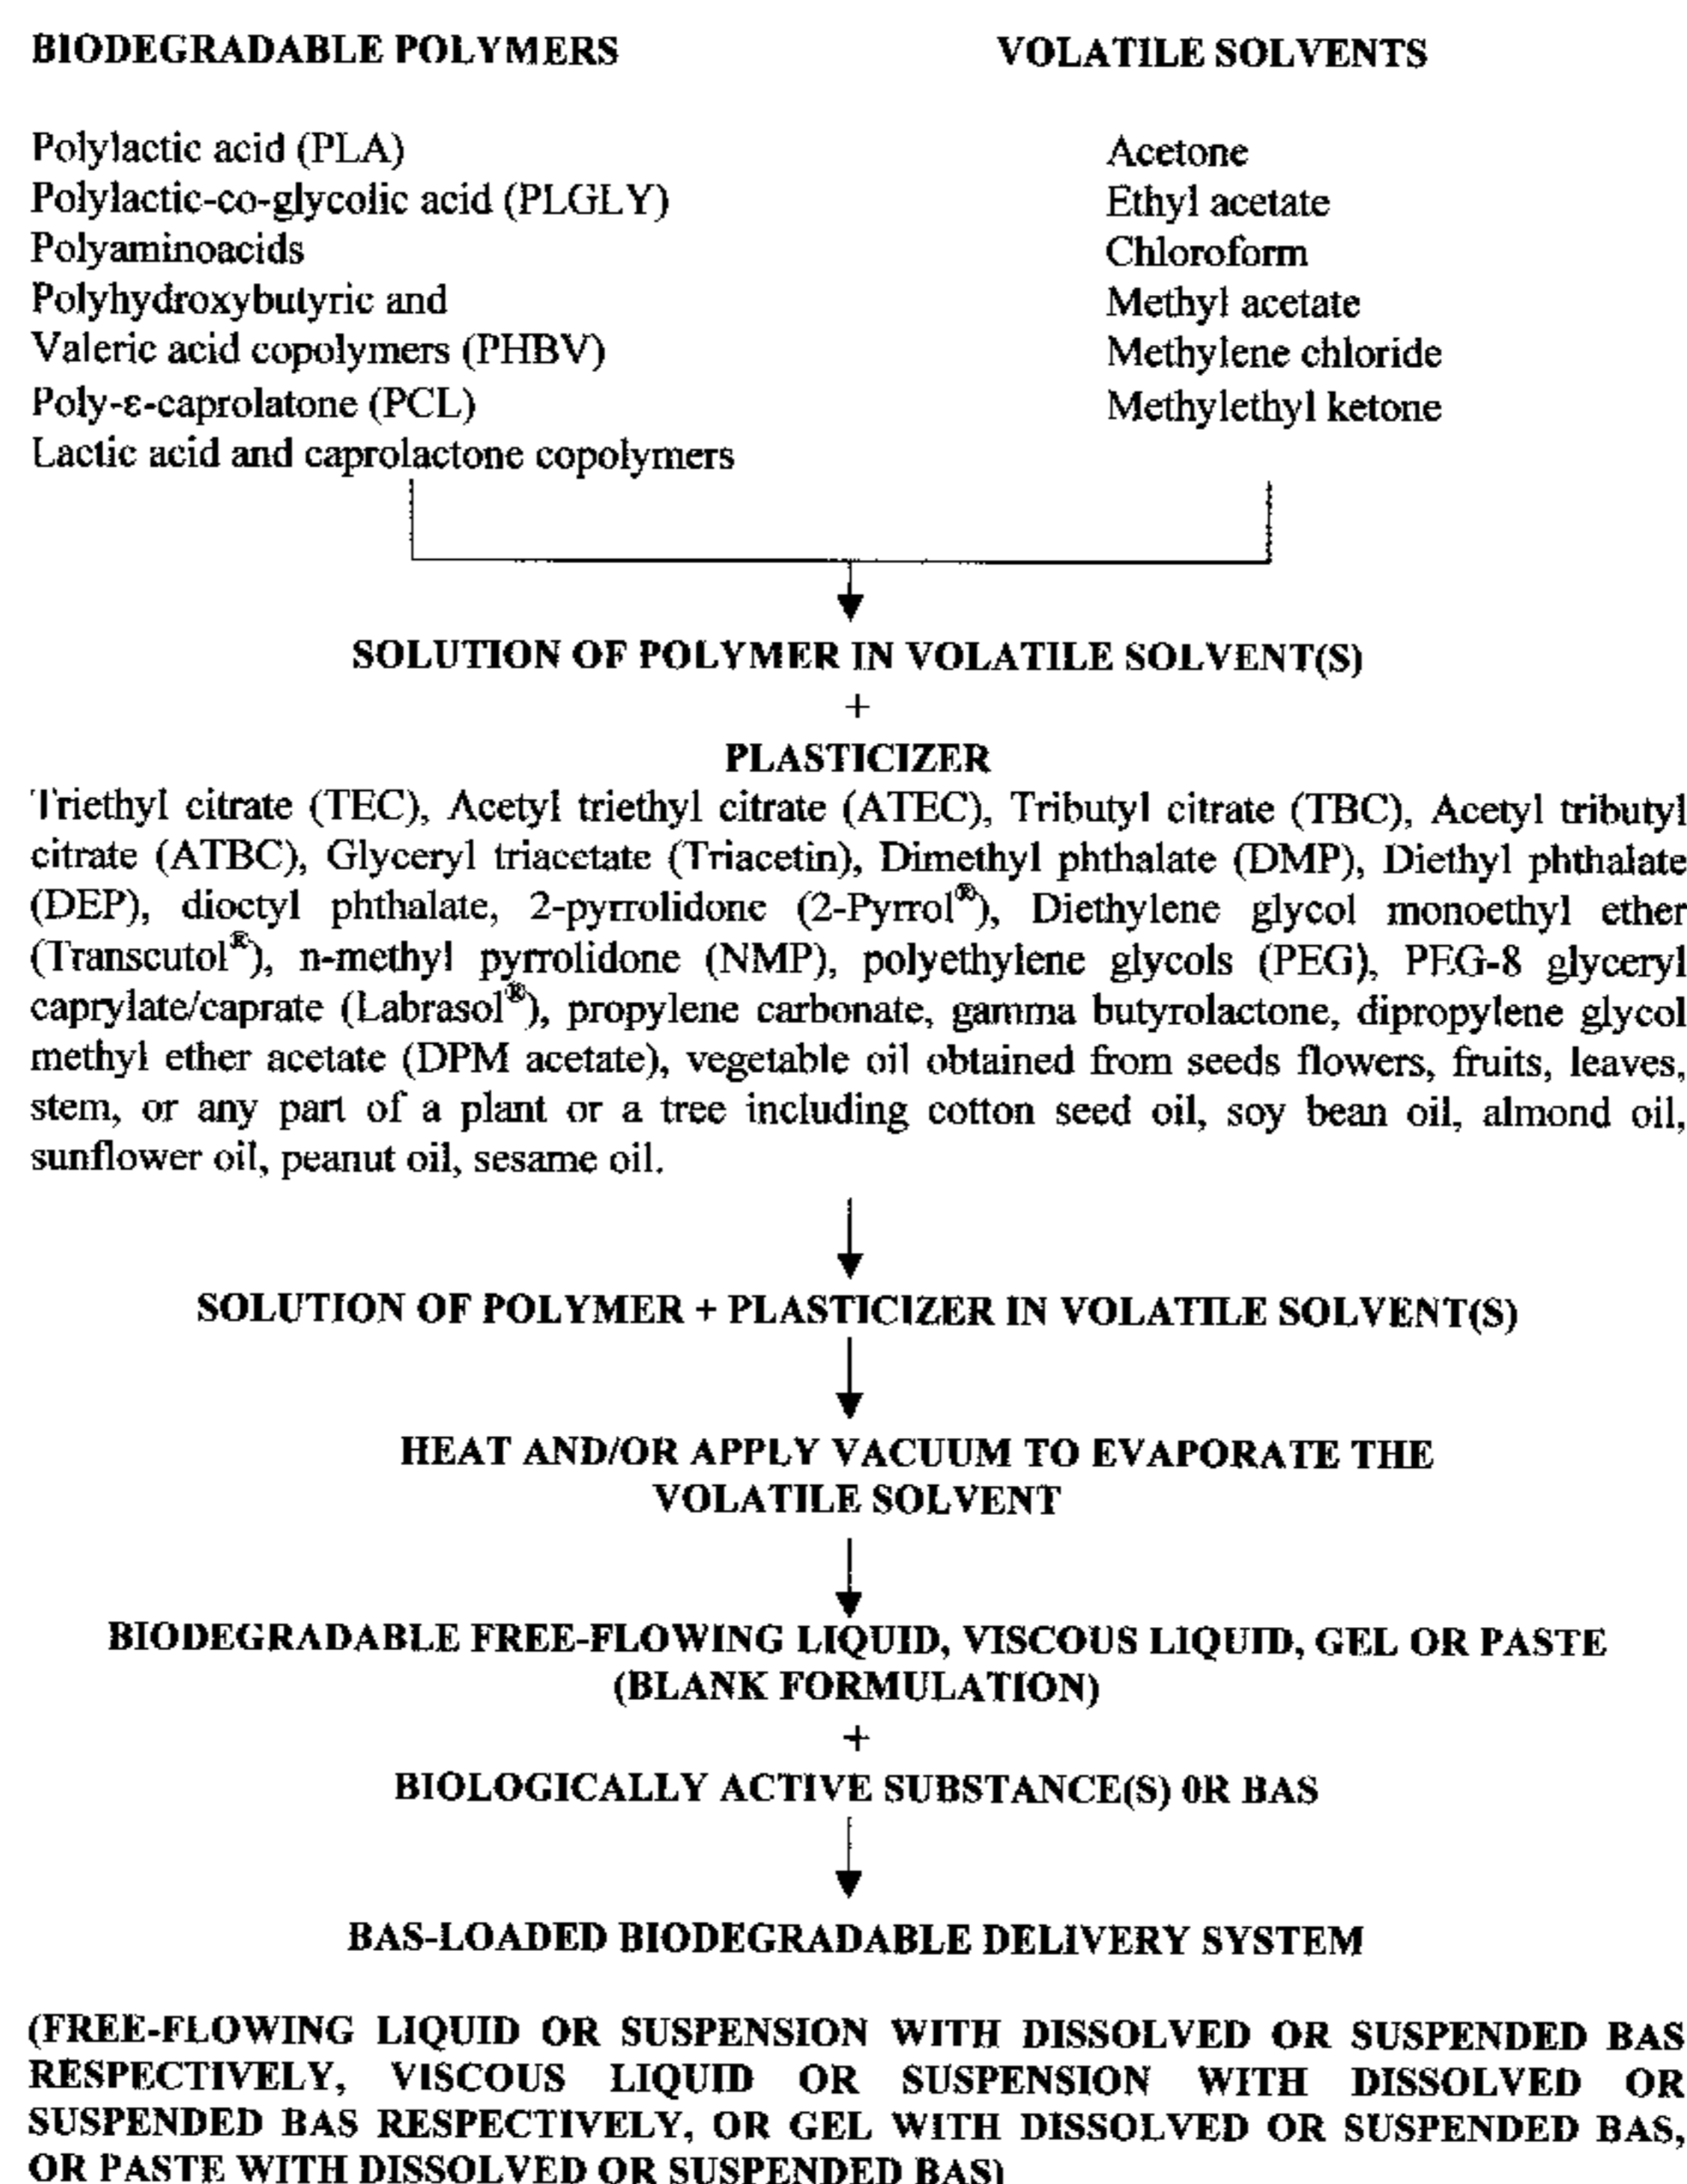 BIODEGRADABLE POLYMERS
VOLATILE SOLVENTS
Polylactic acid (PLA)
Polylactic-co-glycolic acid (PLGLY)
Polyaminoacids
Polyhydroxybutyric and
Valeric acid copolymers (PHBV)
Poly-ε-caprolatone (PCL)
Lactic acid and caprolactone copolymers
Acetone
Ethyl acetate
Chloroform
Methyl acetate
Methylene chloride
Methylethyl ketone
SOLUTION OF POLYMER IN VOLATILE SOLVENT(S)
+
PLASTICIZER
Triethyl citrate (TEC), Acetyl triethyl citrate (ATEC), Tributyl citrate (TBC), Acetyl tributyl
citrate (ATBC), Glyceryl triacetate (Triacetin), Dimethyl phthalate (DMP), Diethyl phthalate
(DEP), dioctyl phthalate, 2-pyrrolidone (2-Pyrrol®), Diethylene glycol monoethyl ether
(Transcutol®), n-methyl pyrrolidone (NMP), polyethylene glycols (PEG), PEG-8 glyceryl
caprylate/caprate (Labrasol®), propylene carbonate, gamma butyrolactone, dipropylene glycol
methyl ether acetate (DPM acetate), vegetable oil obtained from seeds flowers, fruits, leaves,
stem, or any part of a plant or a tree including cotton seed oil, soy bean oil, almond oil,
sunflower oil, peanut oil, sesame oil.
SOLUTION OF POLYMER + PLASTICIZER IN VOLATILE SOLVENT(S)
HEAT AND/OR APPLY VACUUM TO EVAPORATE THE
VOLATILE SOLVENT
BIODEGRADABLE FREE-FLOWING LIQUID, VISCOUS LIQUID, GEL OR PASTE
(BLANK FORMULATION)
+
BIOLOGICALLY ACTIVE SUBSTANCE(S) OR BAS
BAS-LOADED BIODEGRADABLE DELIVERY SYSTEM
(FREE-FLOWING LIQUID OR SUSPENSION WITH DISSOLVED OR SUSPENDED BAS
RESPECTIVELY, VISCOUS LIQUID OR SUSPENSION WITH DISSOLVED OR
SUSPENDED BAS RESPECTIVELY, OR GEL WITH DISSOLVED OR SUSPENDED BAS,
OR PASTE WITH DISSOLVED OR SUSPENDED BAS)